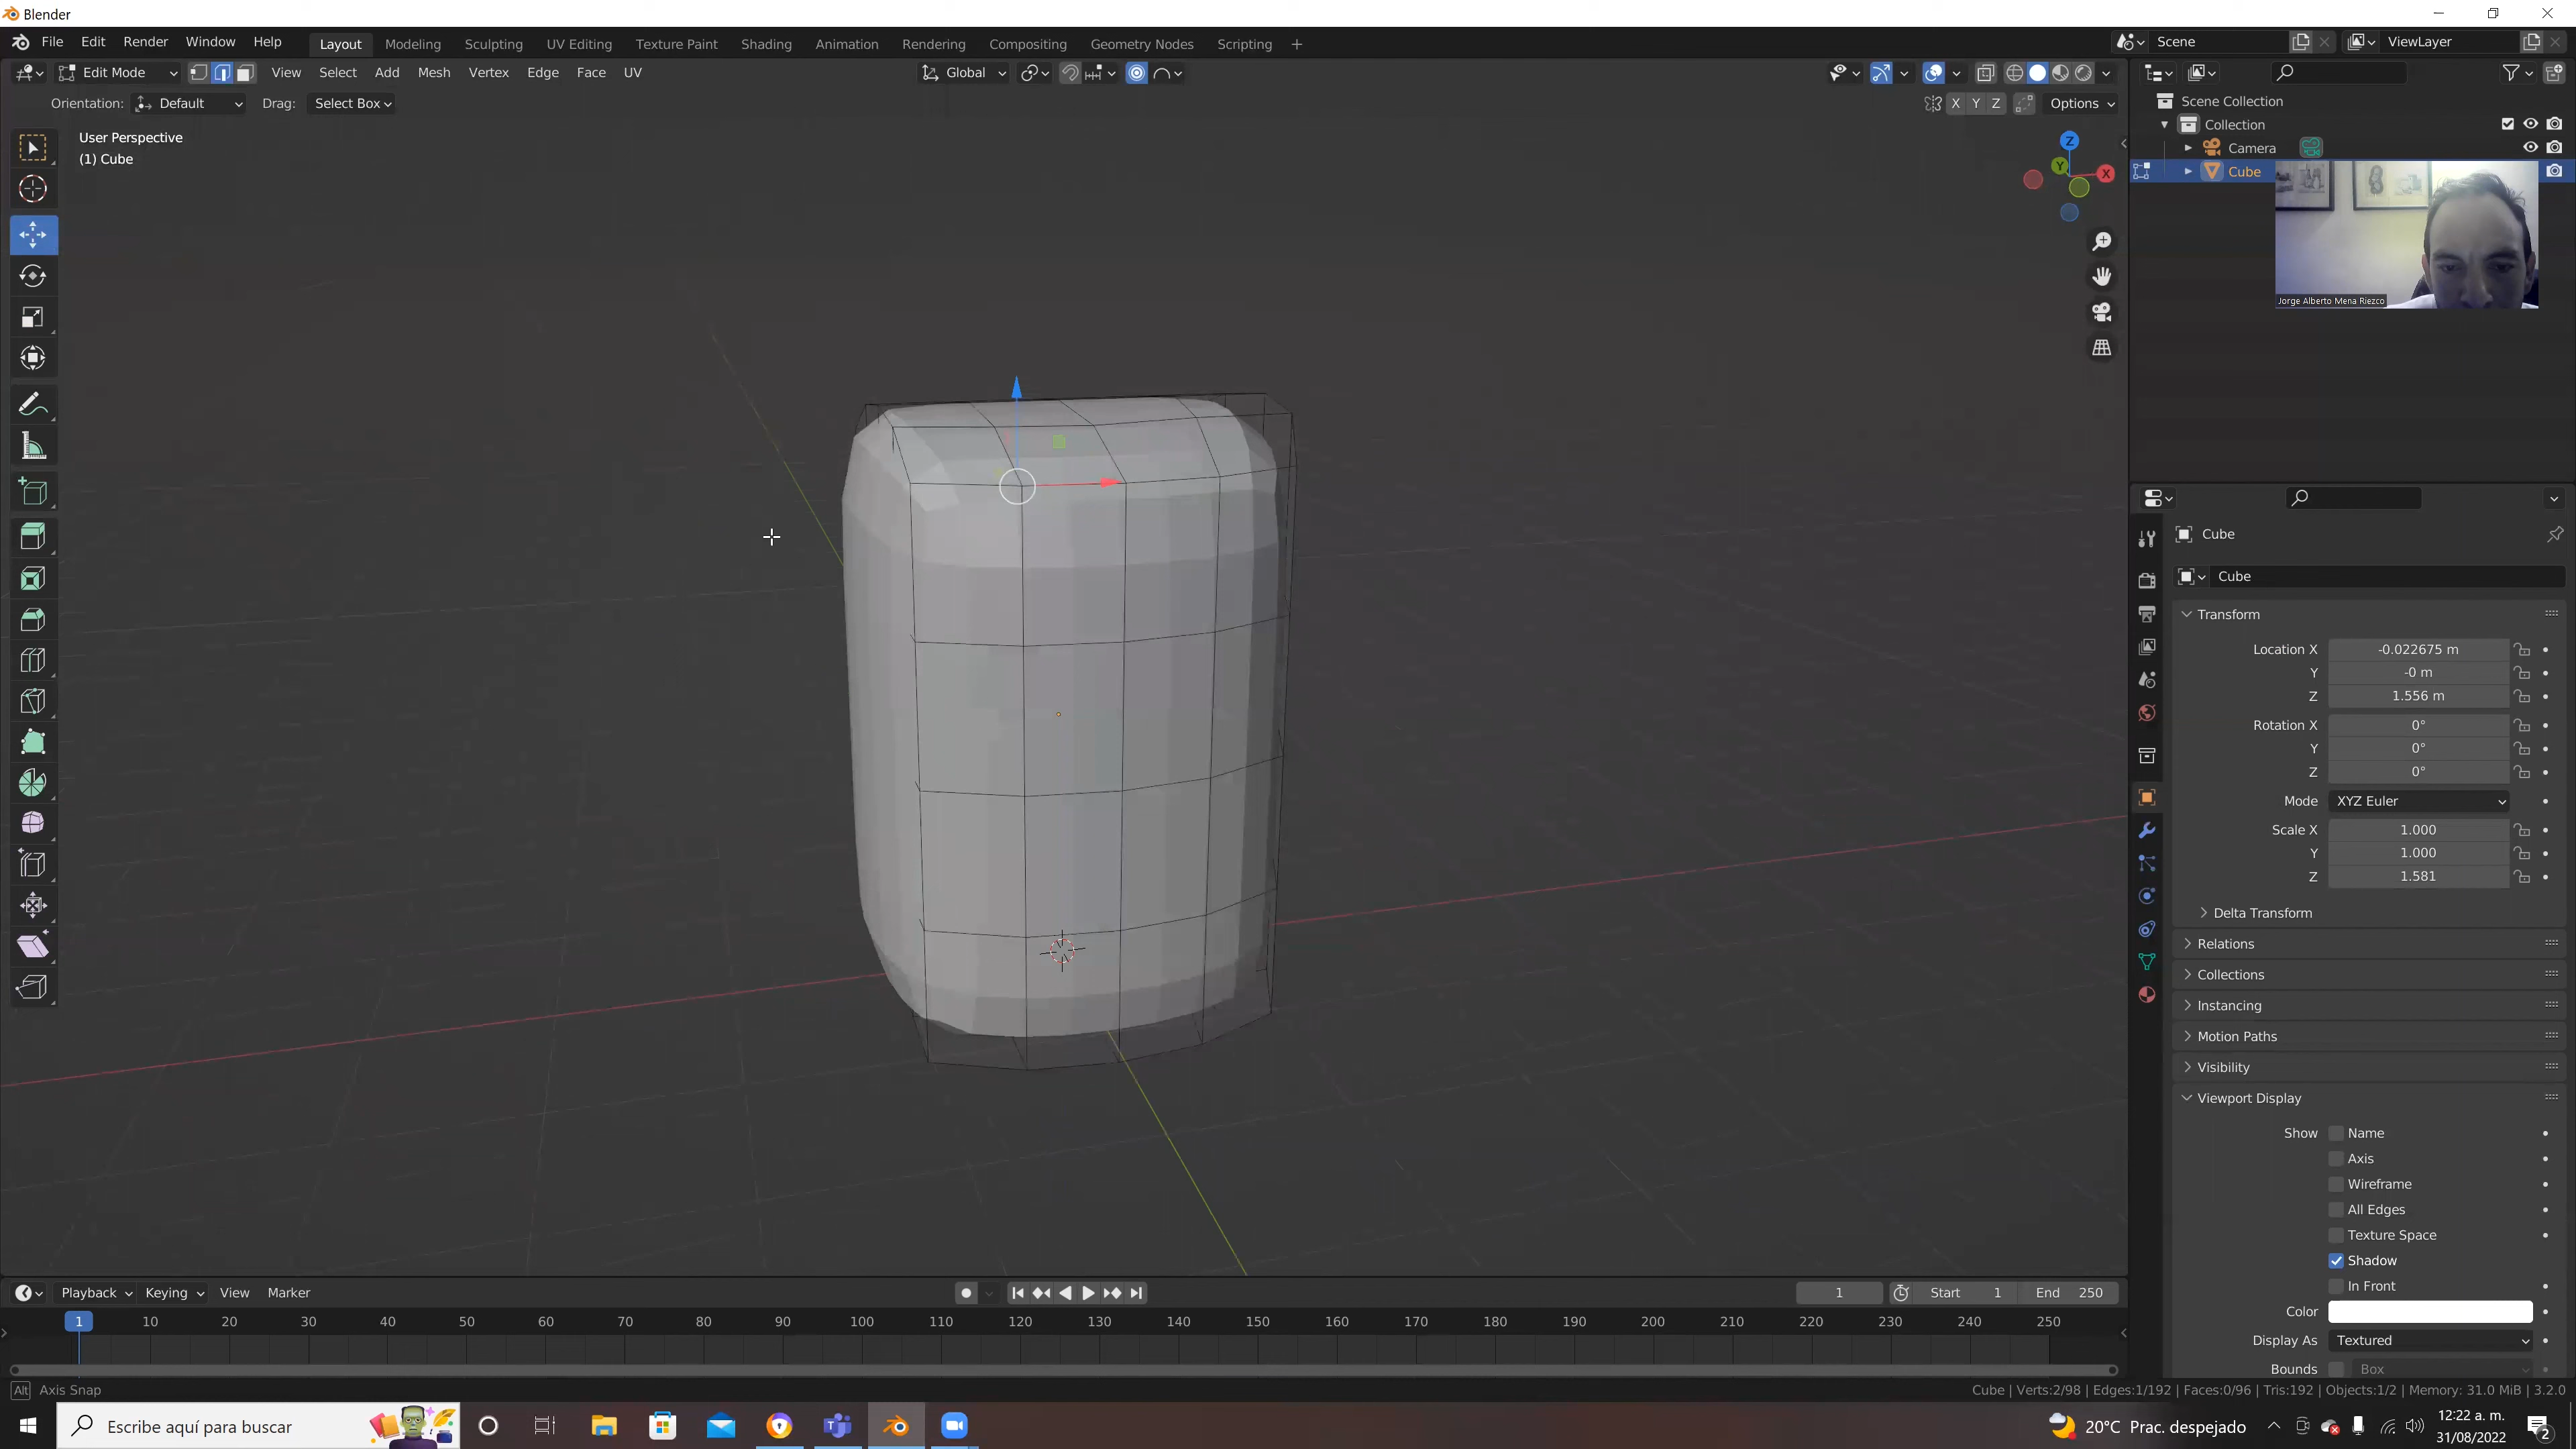 Blender
File Edit Render Window Help Layout Modeling Sculpting UV Editing Texture Paint Shading Animation Rendering Compositing Geometry Nodes Scripting + Scene ViewLayer
Edit Mode View Select Add Mesh Vertex Edge Face UV Global
Orientation: Default Drag: Select Box X Y Z Options
User Perspective
(1) Cube
Z
Y
X
Scene Collection
Collection
Camera
Cube
Jorge Alberto Mena Riezco
Cube
Cube
Transform
Location X -0.022675 m
Y -0 m
Z 1.556 m
Rotation X 0°
Y 0°
Z 0°
Mode XYZ Euler
Scale X 1.000
Y 1.000
Z 1.581
Delta Transform
Relations
Collections
Instancing
Motion Paths
Visibility
Viewport Display
Show Name
Axis
Wireframe
All Edges
Texture Space
Shadow
In Front
Color
Display As Textured
Bounds Box
Playback Keying View Marker 1 Start 1 End 250
1 10 20 30 40 50 60 70 80 90 100 110 120 130 140 150 160 170 180 190 200 210 220 230 240 250
Alt Axis Snap
Cube | Verts:2/98 | Edges:1/192 | Faces:0/96 | Tris:192 | Objects:1/2 | Memory: 31.0 MiB | 3.2.0
Escribe aquí para buscar
20°C Prac. despejado
12:22 a. m.
31/08/2022
2